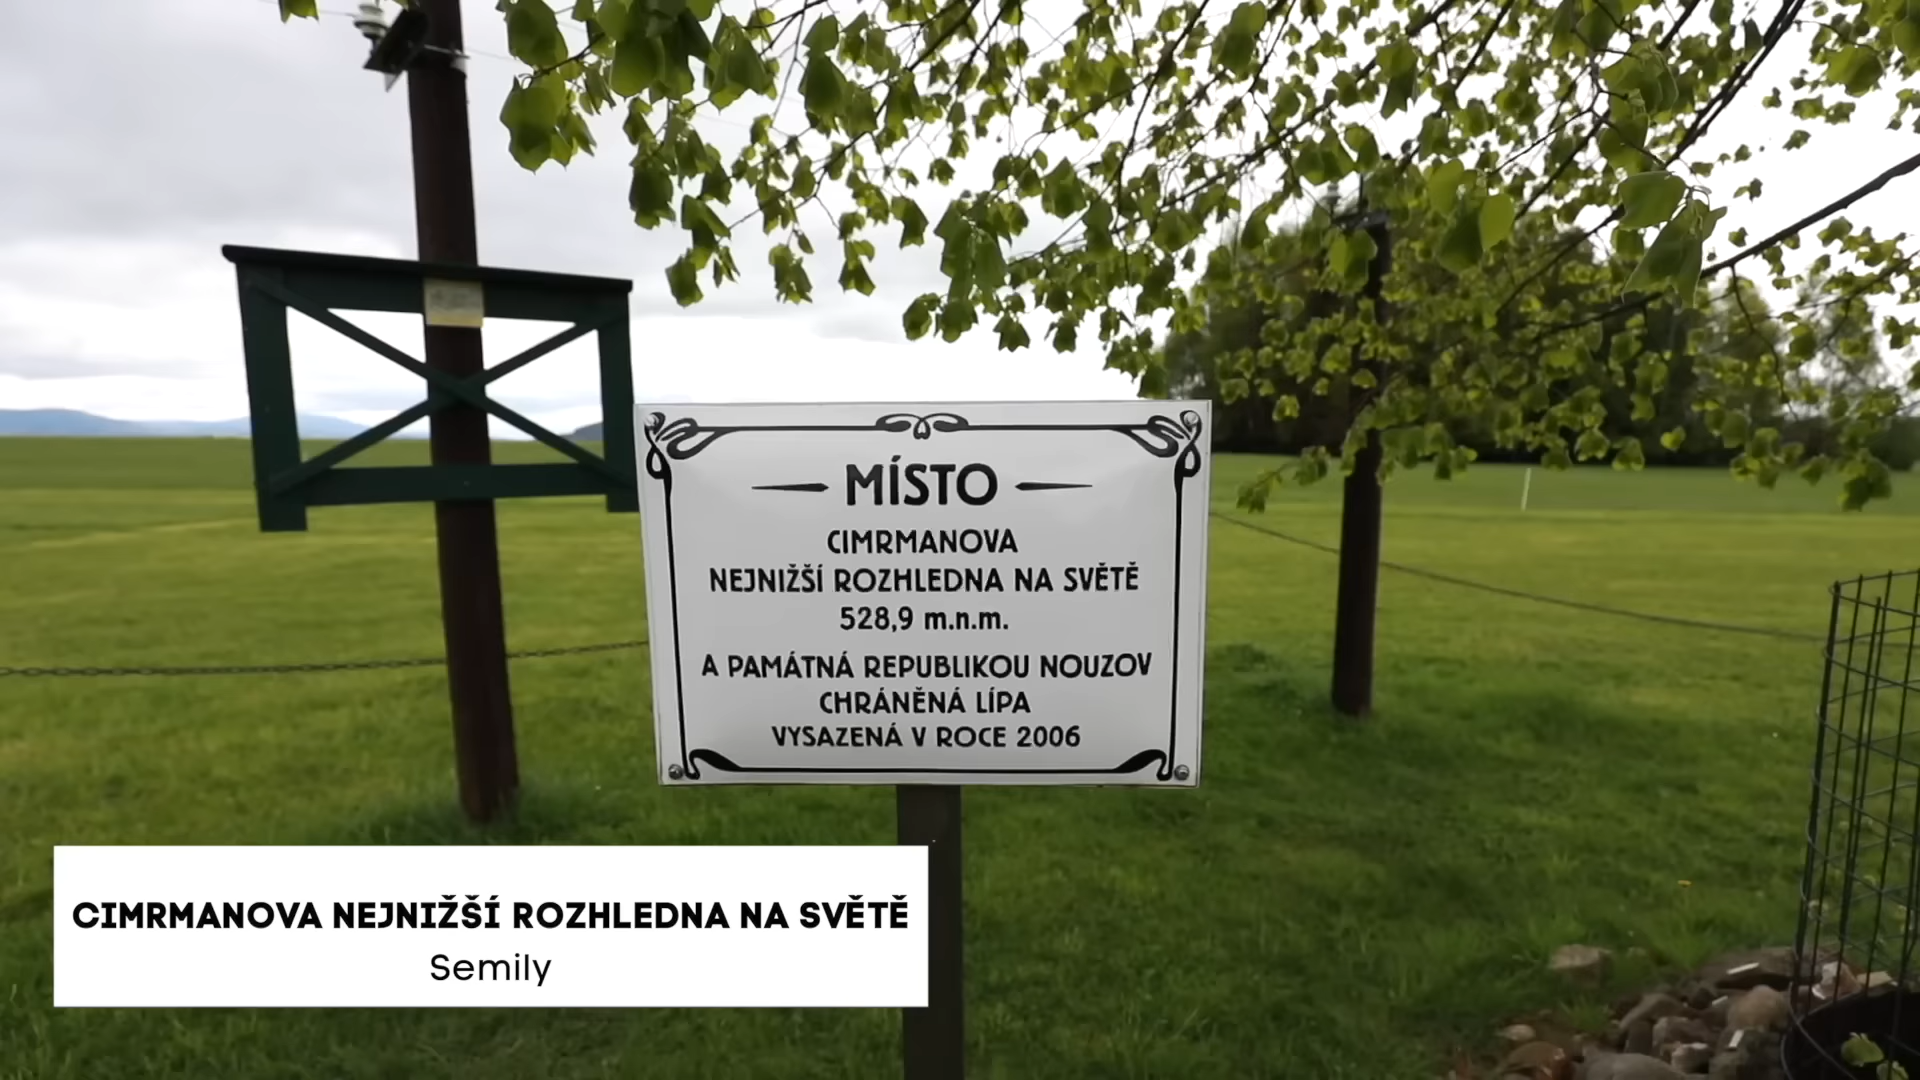 MÍSTO
CIMRMANOVA
NEJNIŽŠÍ ROZHLEDNA NA SVĚTĚ
528,9 m.n.m.
A PAMÁTNÁ REPUBLIKOU NOUZOV
CHRÁNĚNÁ LÍPA
VYSAZENÁ V ROCE 2006
CIMRMANOVA NEJNIŽŠÍ ROZHLEDNA NA SVĚTĚ
Semily